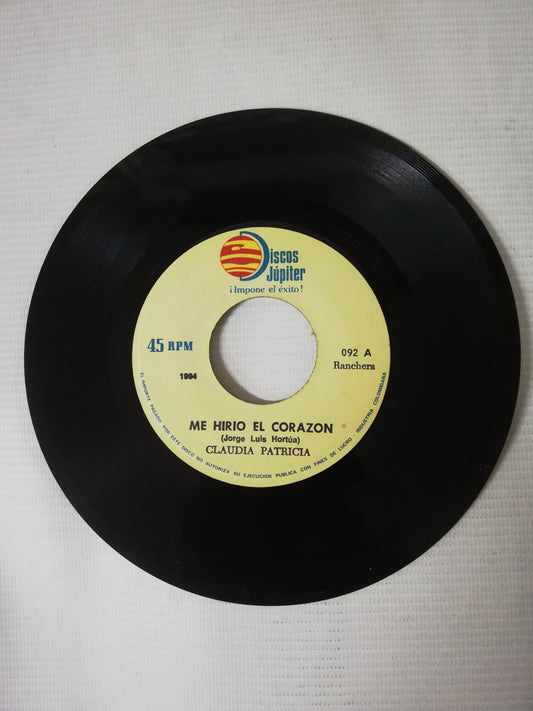 Discos
Júpiter
¡Impone el éxito!
45 RPM
092 A
1994
Ranchera
ME HIRIO EL CORAZON
(Jorge Luis Hortúa)
CLAUDIA PATRICIA
EL IMPORTE PAGADO POR ESTE DISCO NO AUTORIZA SU EJECUCION PUBLICA CON FINES DE LUCRO · INDUSTRIA COLOMBIANA